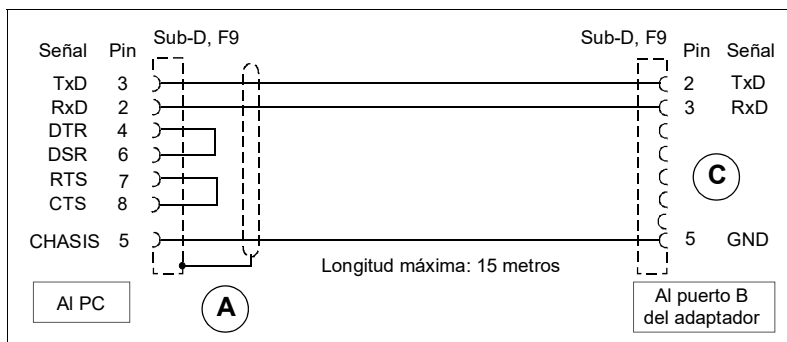 Sub-D, F9 Sub-D, F9
Señal Pin Pin Señal
TxD 3 2 TxD
RxD 2 3 RxD
DTR 4
DSR 6
RTS 7
CTS 8
C
CHASIS 5 5 GND
Longitud máxima: 15 metros
Al PC
A
Al puerto B
del adaptador